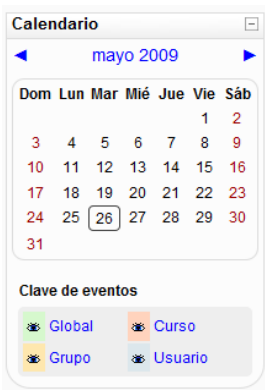 Calendario
◄ mayo 2009 ►
Dom Lun Mar Mié Jue Vie Sáb
1 2
3 4 5 6 7 8 9
10 11 12 13 14 15 16
17 18 19 20 21 22 23
24 25 26 27 28 29 30
31
Clave de eventos
Global Curso
Grupo Usuario